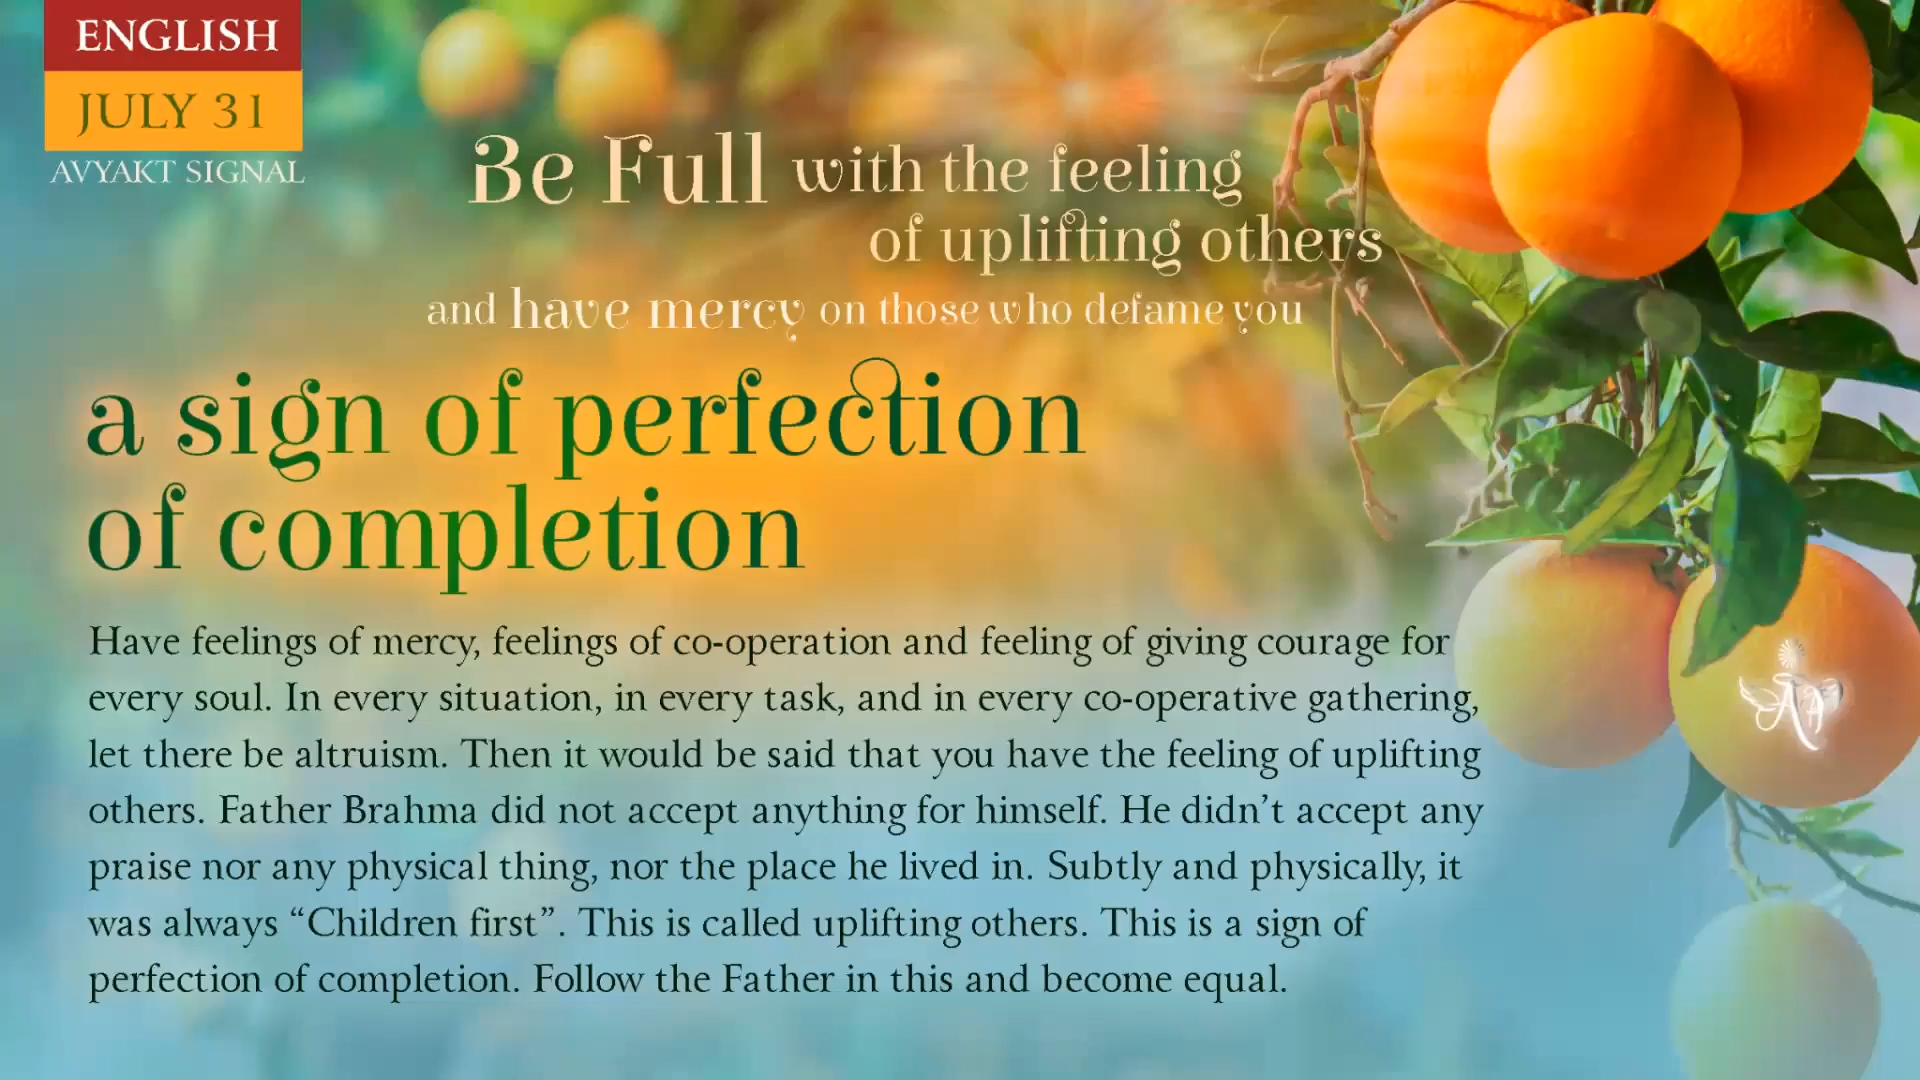 ENGLISH
JULY 31
AVYAKT SIGNAL
Be Full with the feeling
of uplifting others
and have mercy on those who defame you
a sign of perfection
of completion
Have feelings of mercy, feelings of co-operation and feeling of giving courage for
every soul. In every situation, in every task, and in every co-operative gathering,
let there be altruism. Then it would be said that you have the feeling of uplifting
others. Father Brahma did not accept anything for himself. He didn’t accept any
praise nor any physical thing, nor the place he lived in. Subtly and physically, it
was always “Children first”. This is called uplifting others. This is a sign of
perfection of completion. Follow the Father in this and become equal.